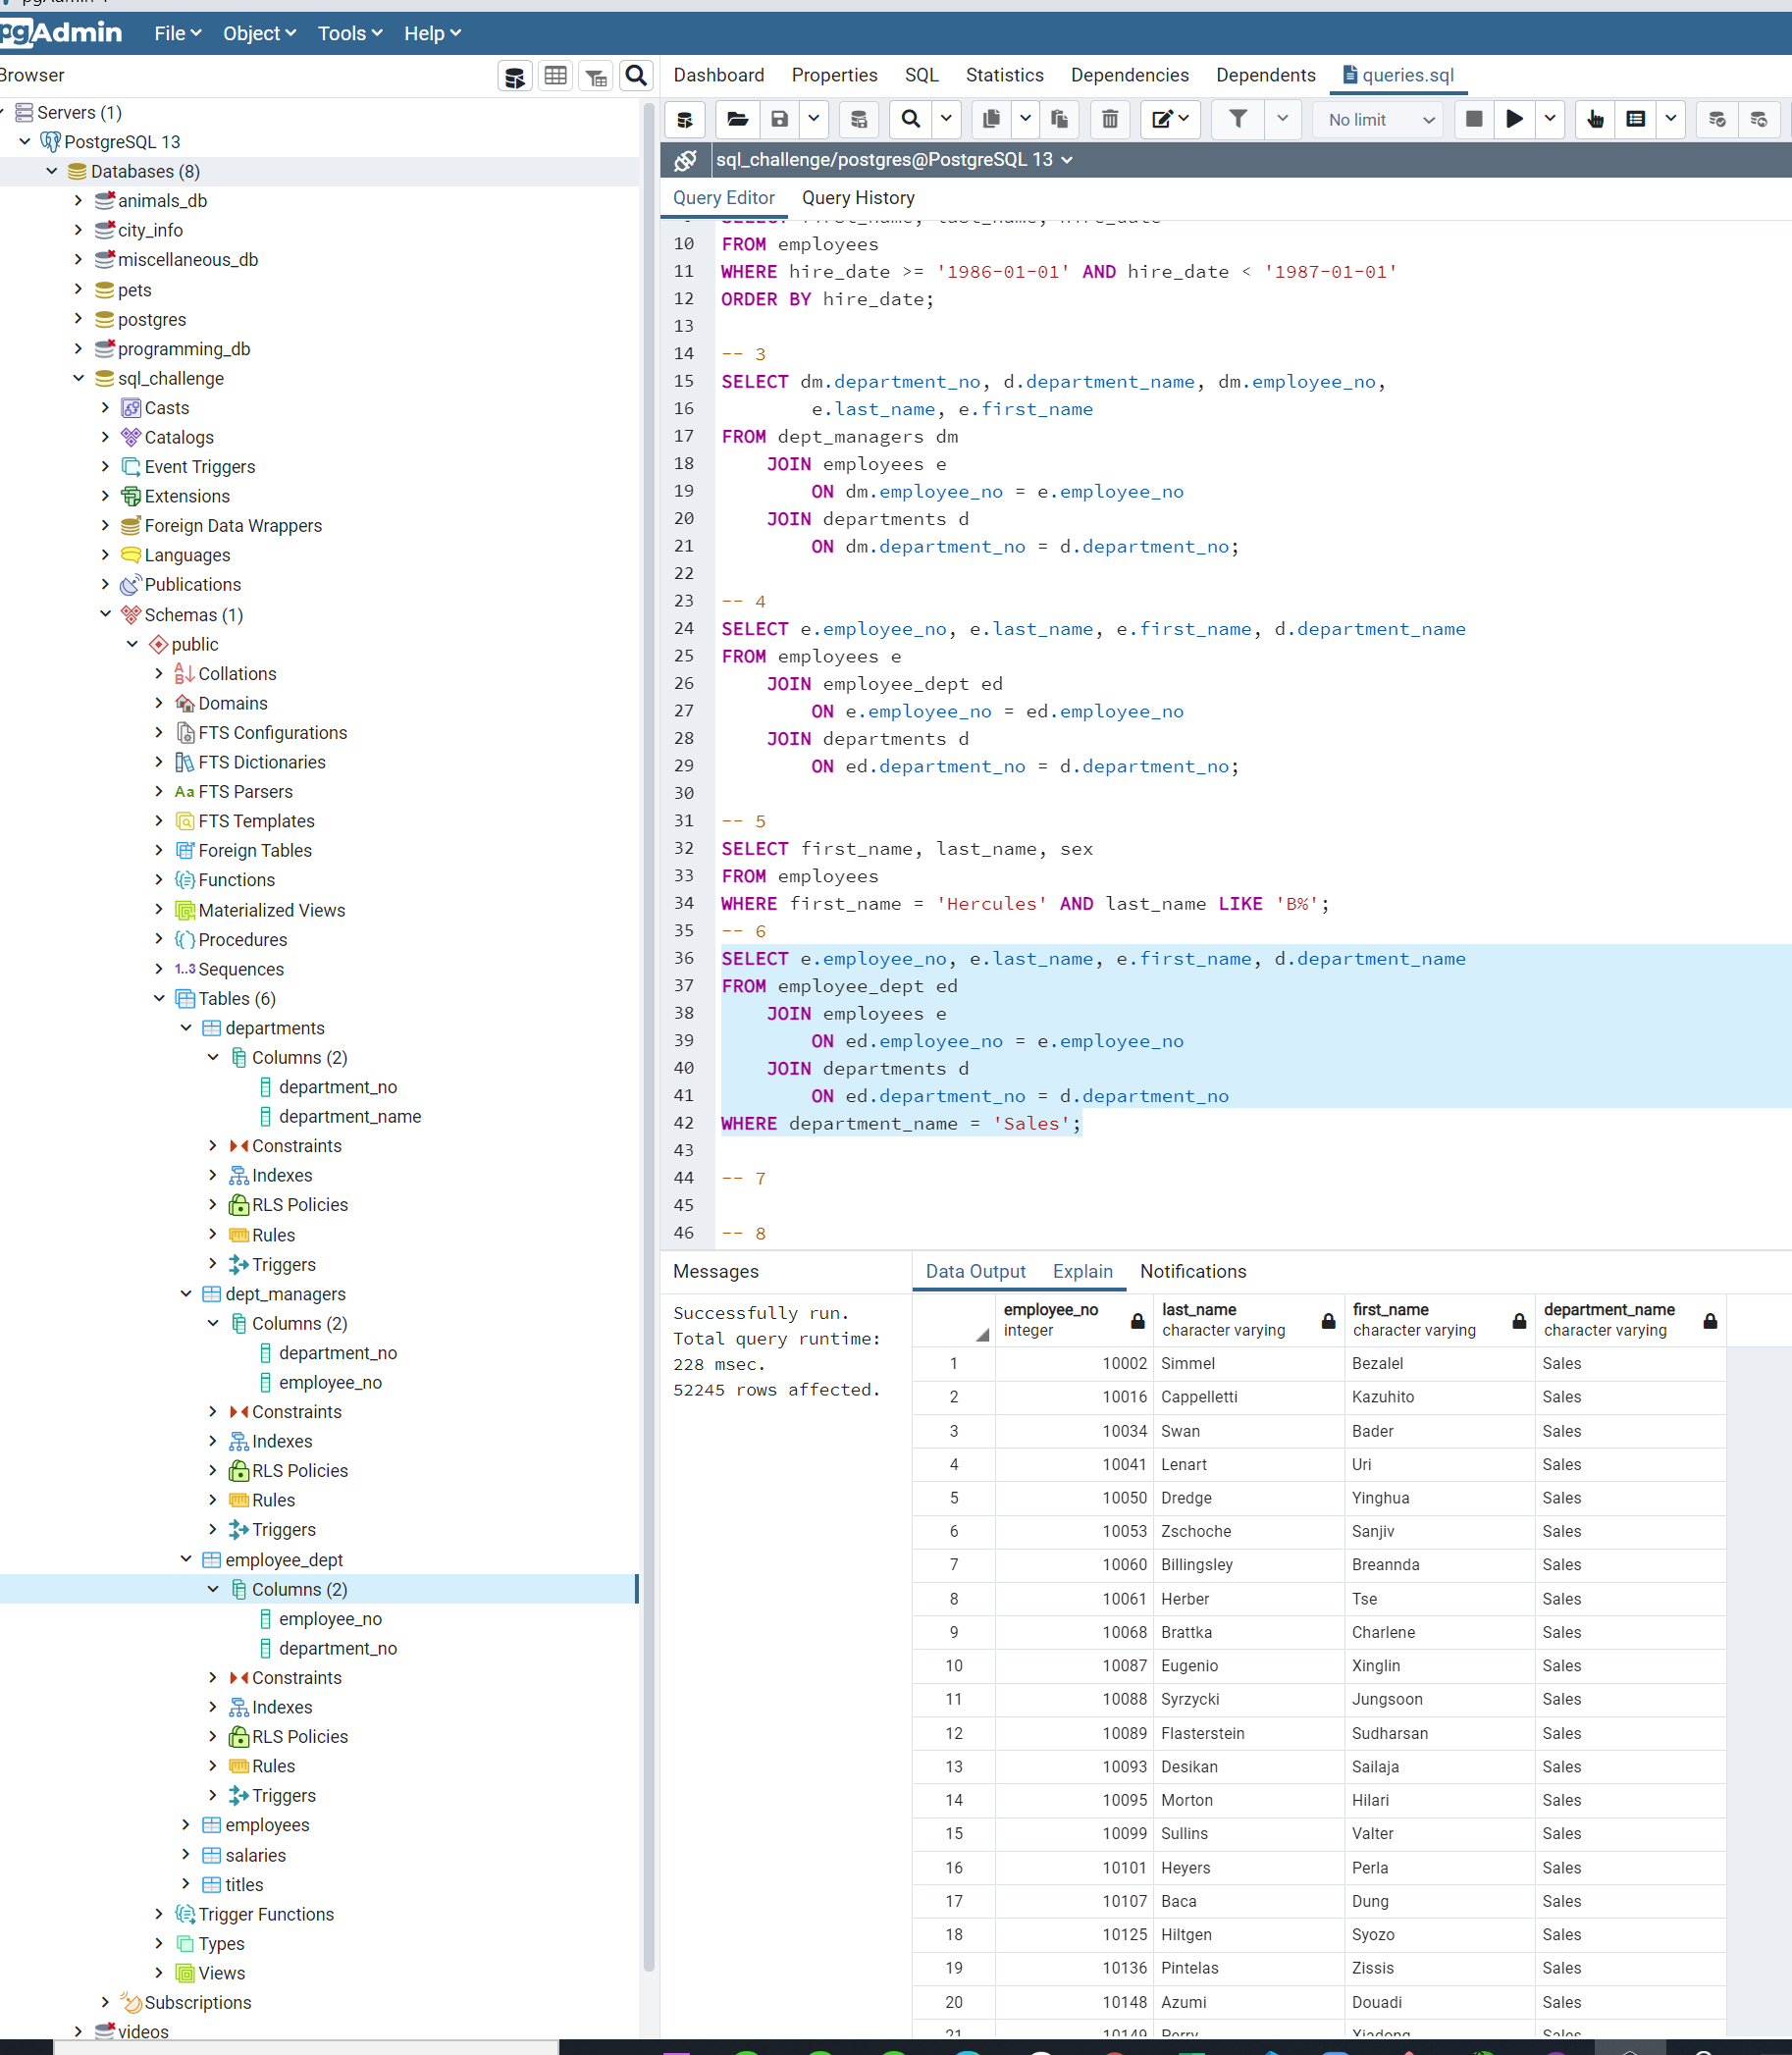 pgAdmin
File
Object
Tools
Help
Browser
Servers (1)
PostgreSQL 13
Databases (8)
animals_db
city_info
miscellaneous_db
pets
postgres
programming_db
sql_challenge
Casts
Catalogs
Event Triggers
Extensions
Foreign Data Wrappers
Languages
Publications
Schemas (1)
public
Collations
Domains
FTS Configurations
FTS Dictionaries
Aa FTS Parsers
FTS Templates
Foreign Tables
Functions
Materialized Views
Procedures
1..3 Sequences
Tables (6)
departments
Columns (2)
department_no
department_name
Constraints
Indexes
RLS Policies
Rules
Triggers
dept_managers
Columns (2)
department_no
employee_no
Constraints
Indexes
RLS Policies
Rules
Triggers
employee_dept
Columns (2)
employee_no
department_no
Constraints
Indexes
RLS Policies
Rules
Triggers
employees
salaries
titles
Trigger Functions
Types
Views
Subscriptions
videos
Dashboard Properties SQL Statistics Dependencies Dependents queries.sql
No limit
sql_challenge/postgres@PostgreSQL 13
Query Editor Query History
SELECT first_name, last_name, hire_date
10 FROM employees
11 WHERE hire_date >= '1986-01-01' AND hire_date < '1987-01-01'
12 ORDER BY hire_date;
13
14 -- 3
15 SELECT dm.department_no, d.department_name, dm.employee_no,
16 e.last_name, e.first_name
17 FROM dept_managers dm
18 JOIN employees e
19 ON dm.employee_no = e.employee_no
20 JOIN departments d
21 ON dm.department_no = d.department_no;
22
23 -- 4
24 SELECT e.employee_no, e.last_name, e.first_name, d.department_name
25 FROM employees e
26 JOIN employee_dept ed
27 ON e.employee_no = ed.employee_no
28 JOIN departments d
29 ON ed.department_no = d.department_no;
30
31 -- 5
32 SELECT first_name, last_name, sex
33 FROM employees
34 WHERE first_name = 'Hercules' AND last_name LIKE 'B%';
35 -- 6
36 SELECT e.employee_no, e.last_name, e.first_name, d.department_name
37 FROM employee_dept ed
38 JOIN employees e
39 ON ed.employee_no = e.employee_no
40 JOIN departments d
41 ON ed.department_no = d.department_no
42 WHERE department_name = 'Sales';
43
44 -- 7
45
46 -- 8
Messages
Successfully run.
Total query runtime:
228 msec.
52245 rows affected.
Data Output Explain Notifications
employee_no integer last_name character varying first_name character varying department_name character varying
1 10002 Simmel Bezalel Sales
2 10016 Cappelletti Kazuhito Sales
3 10034 Swan Bader Sales
4 10041 Lenart Uri Sales
5 10050 Dredge Yinghua Sales
6 10053 Zschoche Sanjiv Sales
7 10060 Billingsley Breannda Sales
8 10061 Herber Tse Sales
9 10068 Brattka Charlene Sales
10 10087 Eugenio Xinglin Sales
11 10088 Syrzycki Jungsoon Sales
12 10089 Flasterstein Sudharsan Sales
13 10093 Desikan Sailaja Sales
14 10095 Morton Hilari Sales
15 10099 Sullins Valter Sales
16 10101 Heyers Perla Sales
17 10107 Baca Dung Sales
18 10125 Hiltgen Syozo Sales
19 10136 Pintelas Zissis Sales
20 10148 Azumi Douadi Sales
21 10149 Perry Xiadong Sales